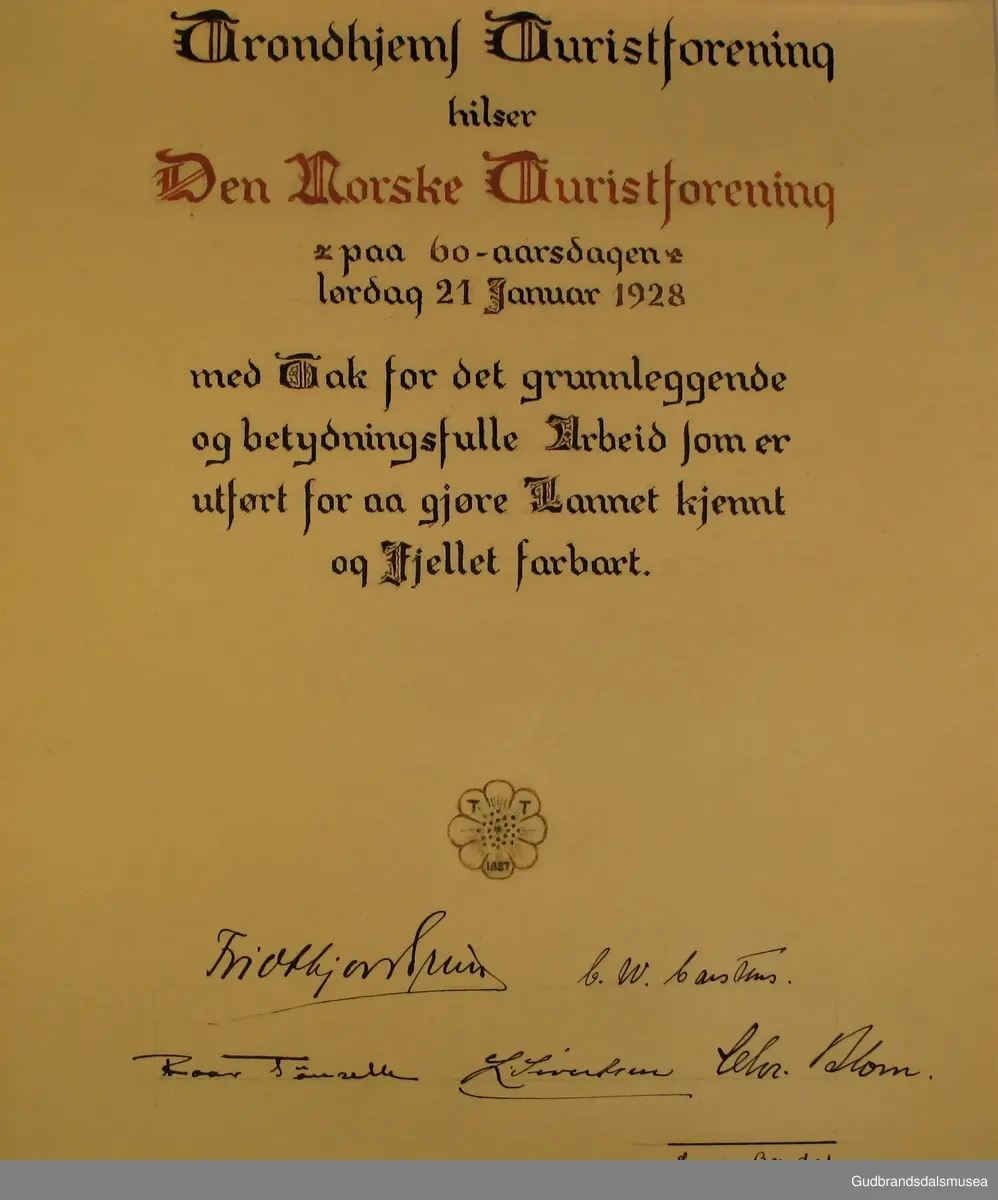 Trondhjems Turistforening
hilser
Den Norske Turistforening
paa 60-aarsdagen
lørdag 21 Januar 1928
med Tak for det grunnleggende
og betydningsfulle Arbeid som er
utført for aa gjøre Lannet kjennt
og Fjellet farbart.
T. T
1887
Fridthjov
C. W. Carstens.
Roar Tønseth
L. Sivertsen
Chr. Blom.
Gudbrandsdalsmusea